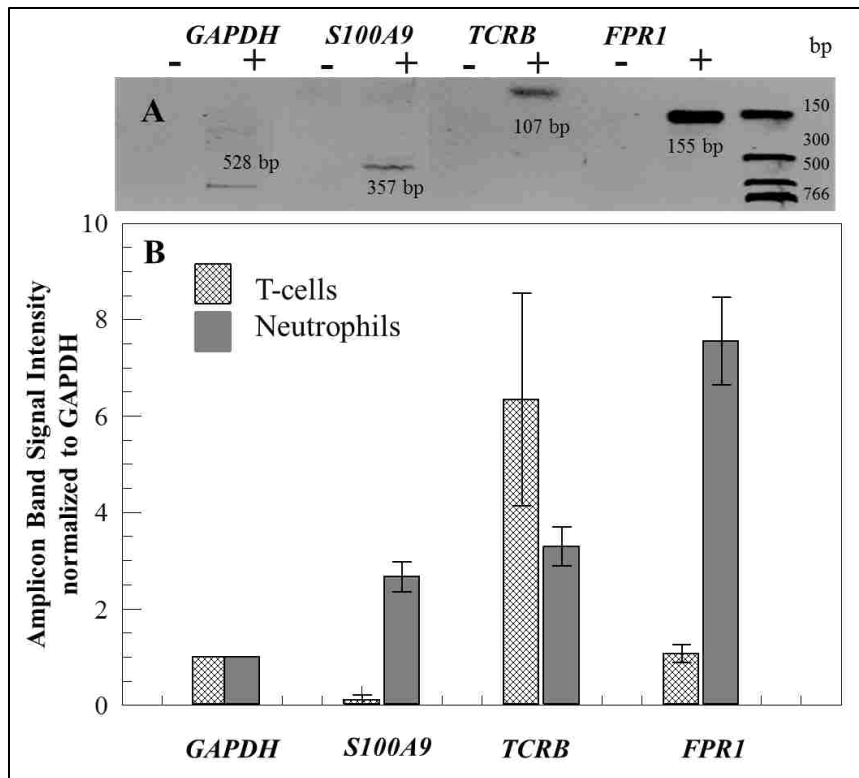 GAPDH S100A9 TCRB FPR1 bp
- + - + - + - +
A
150
107 bp
155 bp 300
528 bp
500
357 bp
766
10
B
T-cells
8
Neutrophils
6
4
2
0
Amplicon Band Signal Intensity
normalized to GAPDH
GAPDH S100A9 TCRB FPR1